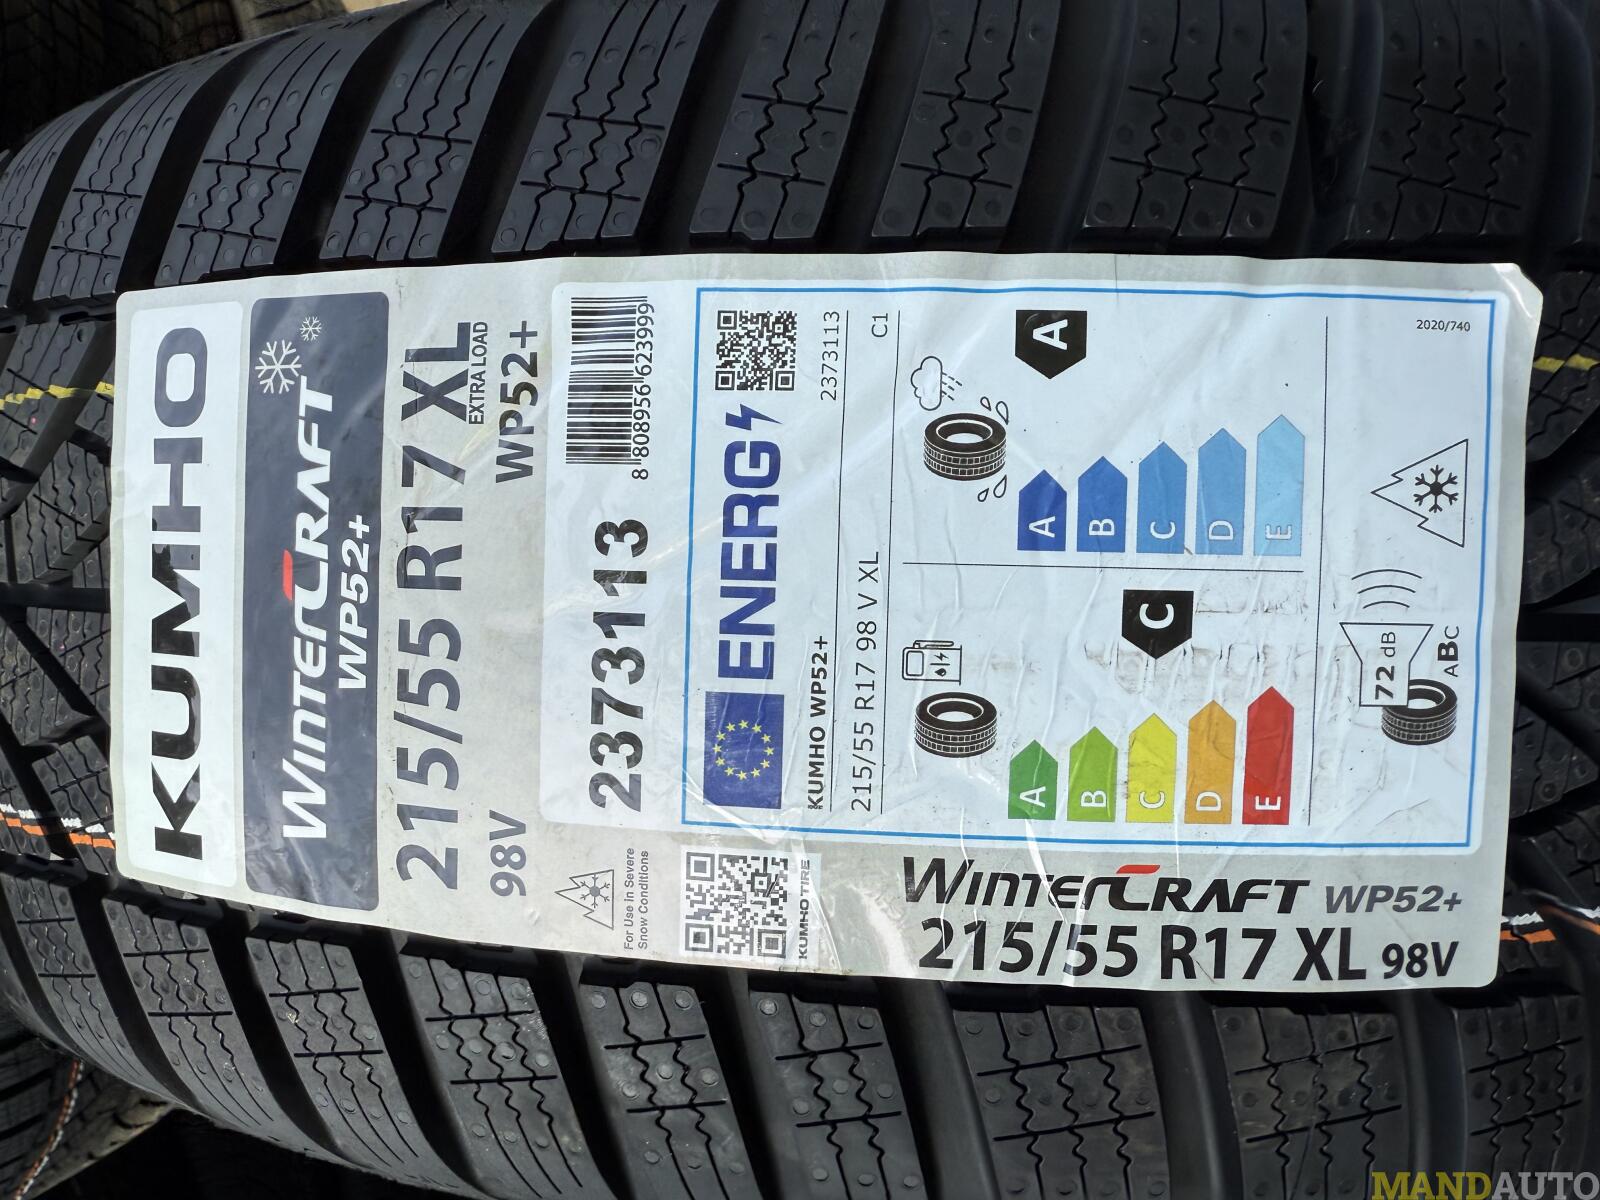 KUMHO
WINTERCRAFT
WP52+
215/55 R17 XL
EXTRA LOAD
98V
WP52+
For Use in Severe
Snow Conditions
2373113
8 808956 623999
KUMHOTIRE
ENERG
KUMHO WP52+
2373113
215/55 R17 98 V XL
C1
A
B
C
D
E
C
A
B
C
D
E
A
72 dB
ABC
2020/740
WINTERCRAFT WP52+
215/55 R17 XL 98V
MANDAUTO